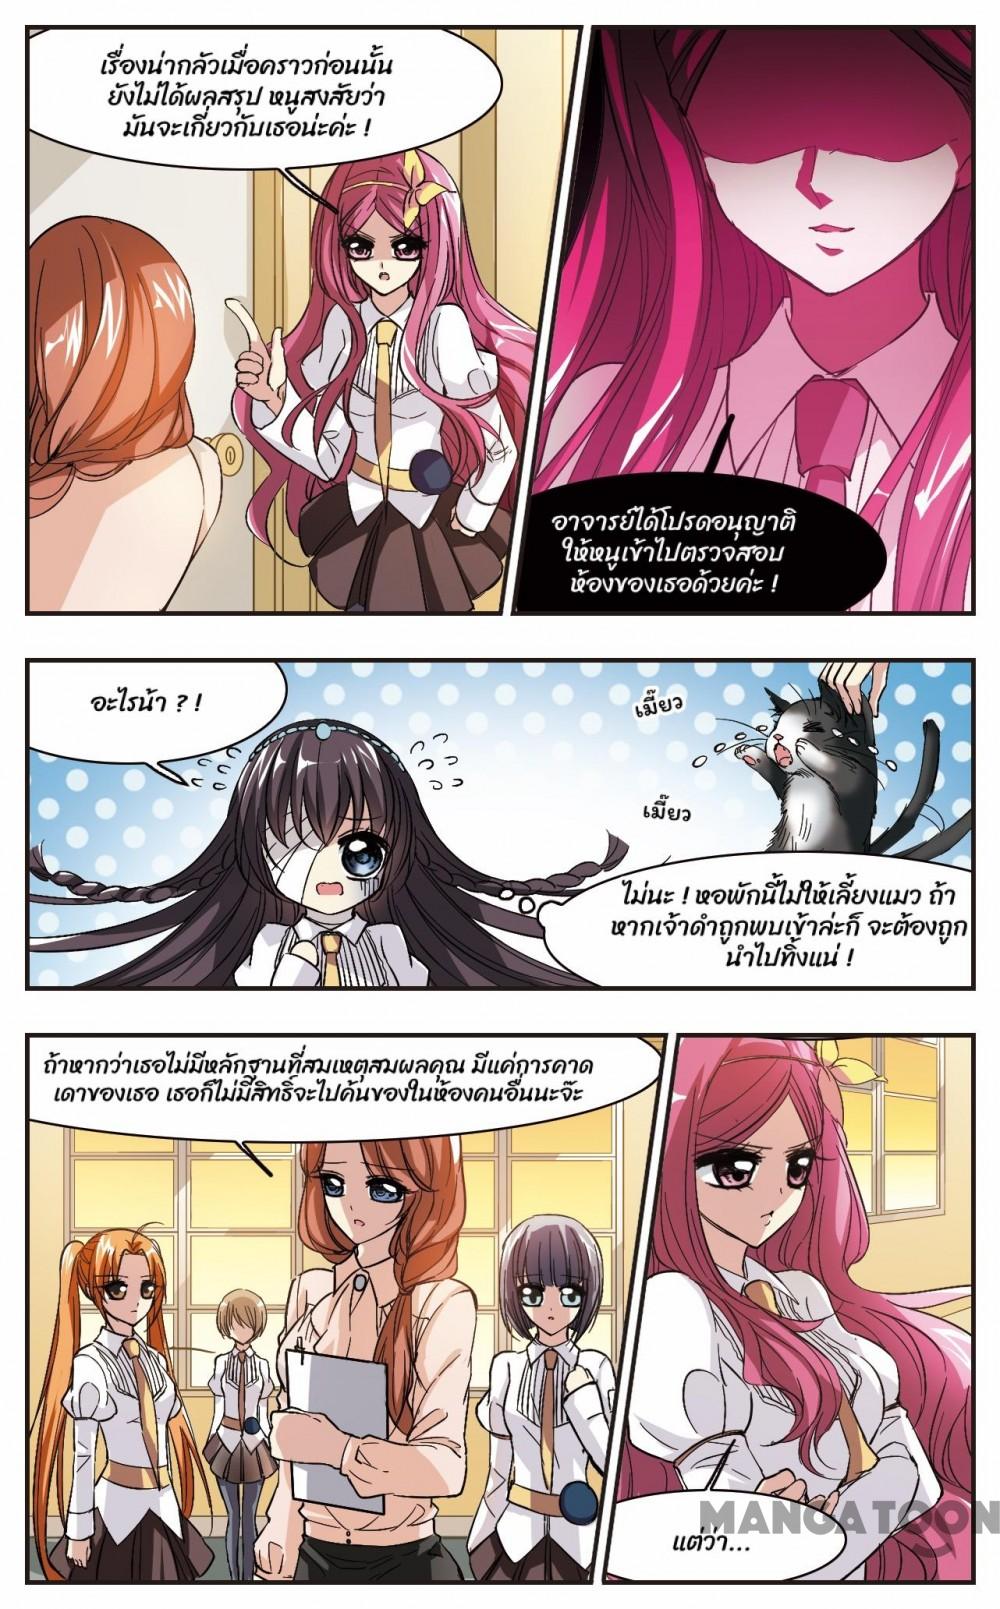 เรื่องน่ากลัวเมื่อคราวก่อนนั้น
ยังไม่ได้ผลสรุป หนูสงสัยว่า
มันจะเกี่ยวกับเธอน่ะค่ะ !
อาจารย์ได้โปรดอนุญาติ
ให้หนูเข้าไปตรวจสอบ
ห้องของเธอด้วยค่ะ !
อะไรน้า ? !
เมี๊ยว
เมี๊ยว
ไม่นะ ! หอพักนี้ไม่ให้เลี้ยงแมว ถ้า
หากเจ้าดำถูกพบเข้าล่ะก็ จะต้องถูก
นำไปทิ้งแน่ !
ถ้าหากว่าเธอไม่มีหลักฐานที่สมเหตุสมผลคุณ มีแค่การคาด
เดาของเธอ เธอก็ไม่มีสิทธิ์จะไปค้นของในห้องคนอื่นนะจ๊ะ
แต่ว่า...
MANGATOON